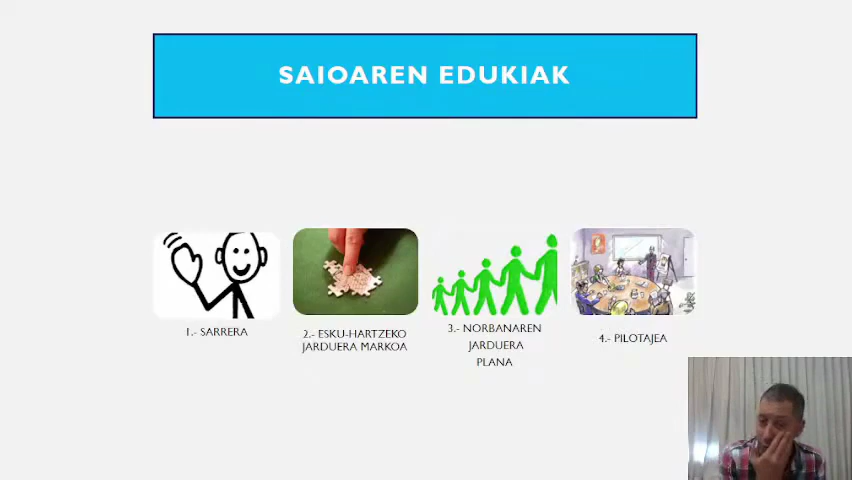 SAIOAREN EDUKIAK
1.- SARRERA
2.- ESKU-HARTZEKO
JARDUERA MARKOA
3.- NORBANAREN
JARDUERA
PLANA
4.- PILOTAJEA